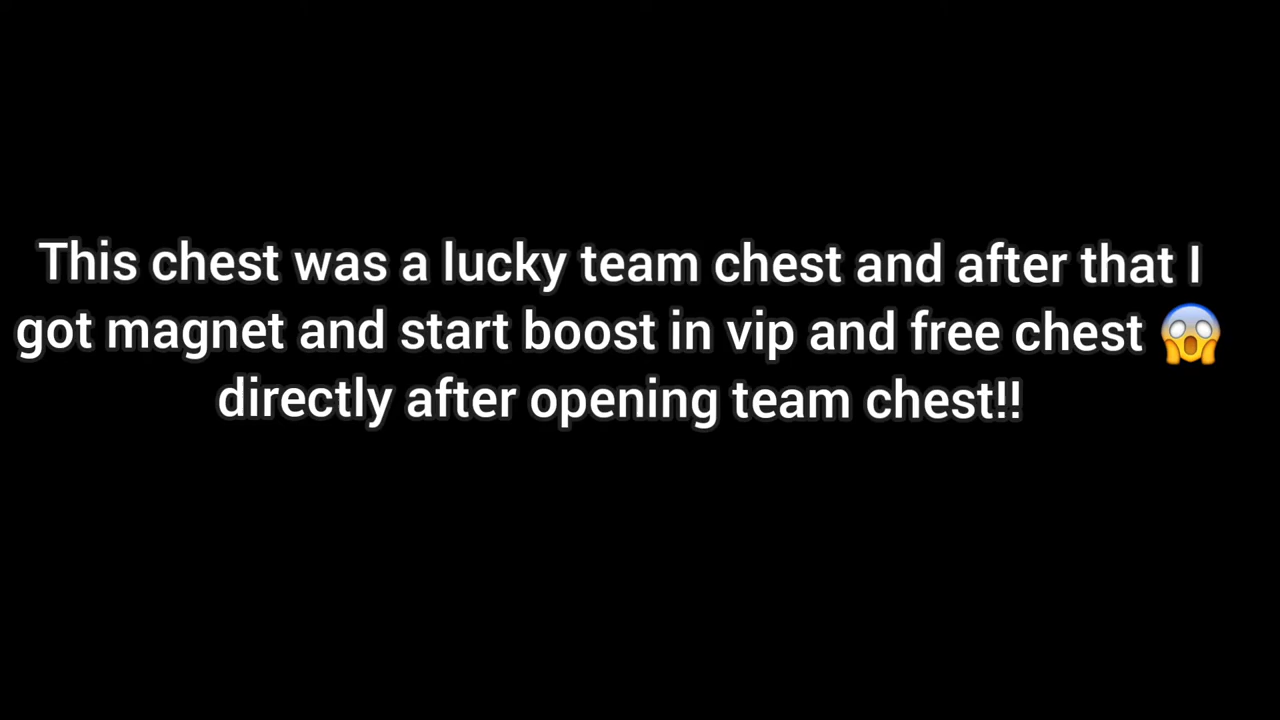 This chest was a lucky team chest and after that I
got magnet and start boost in vip and free chest 😱
directly after opening team chest!!